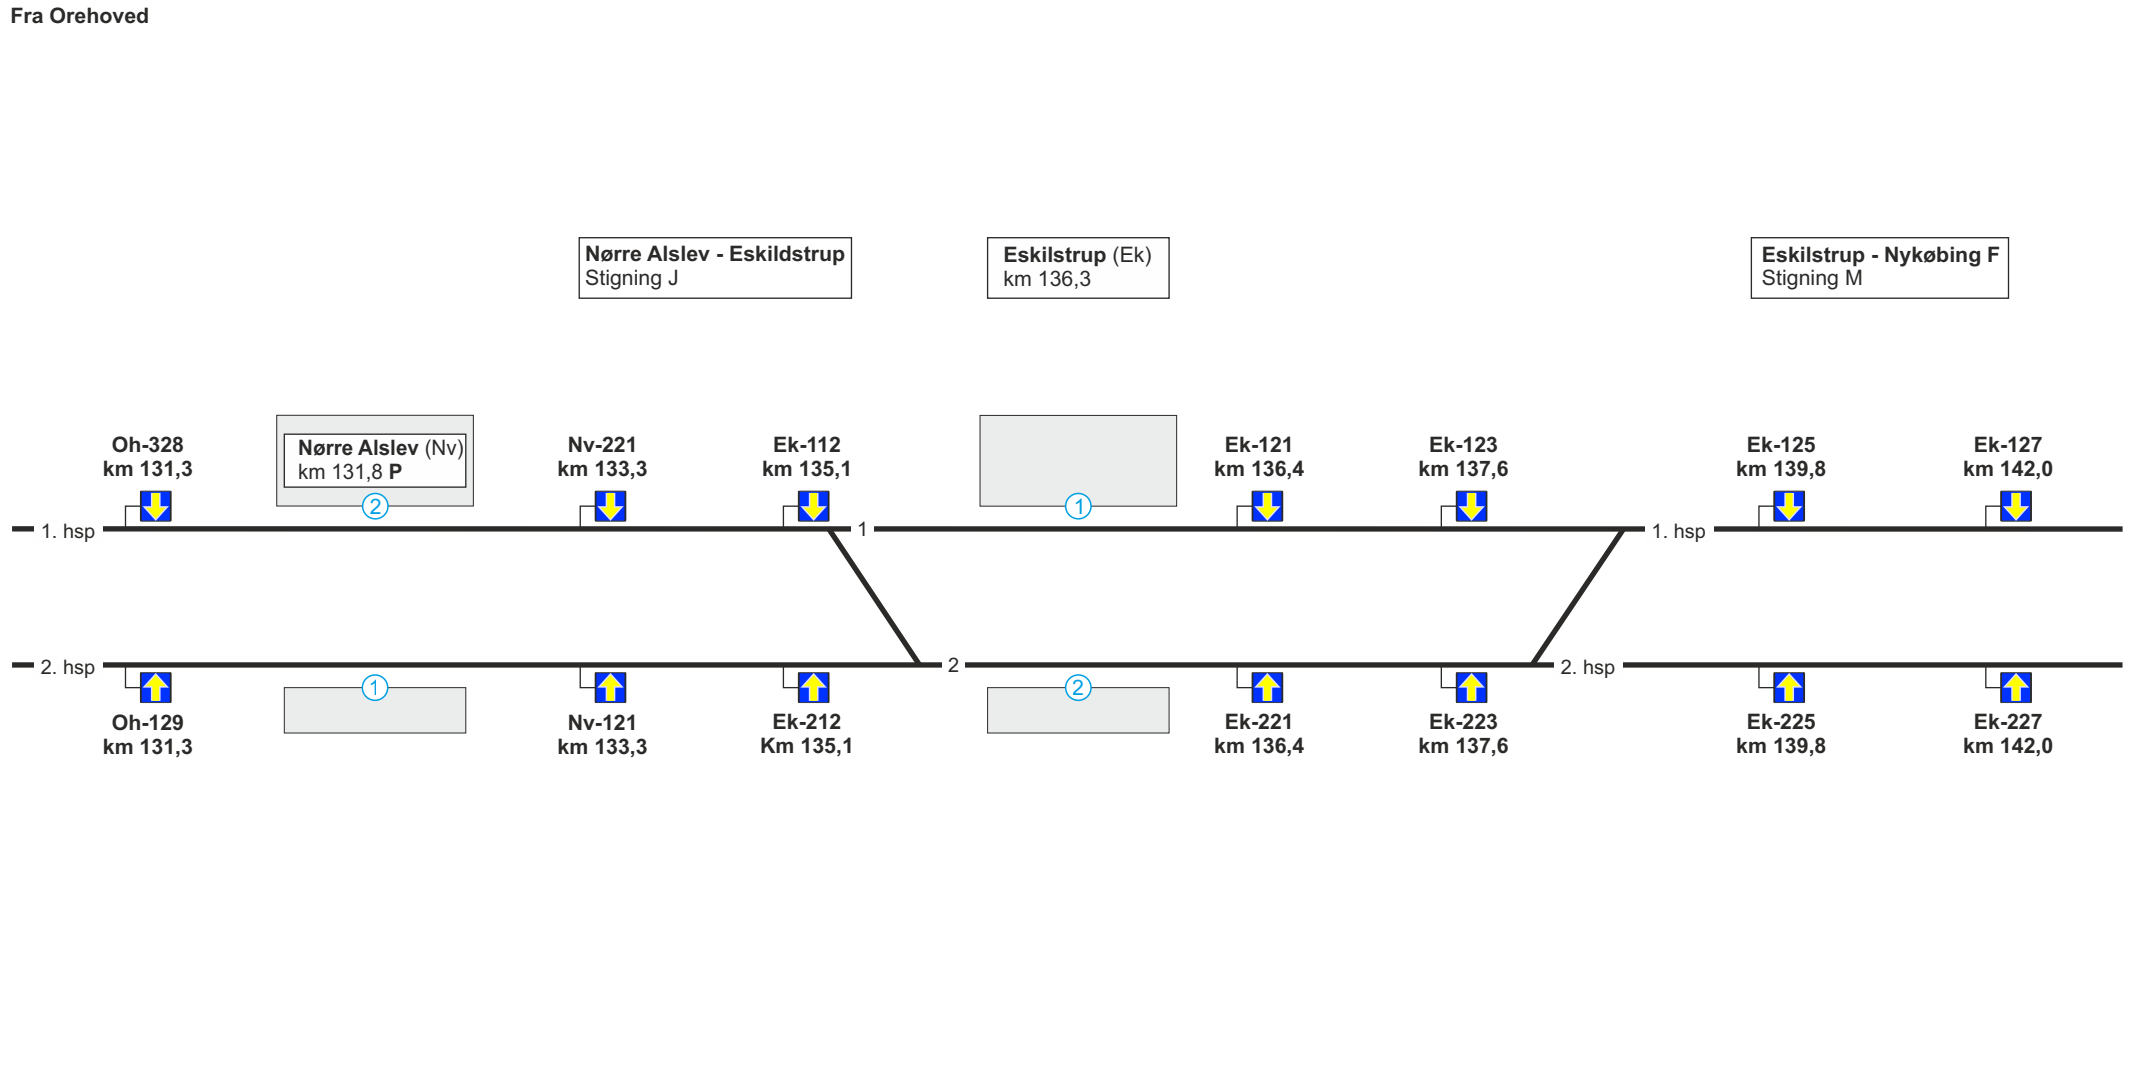 Fra Orehoved
Nørre Alslev - Eskildstrup
Stigning J
Eskilstrup (Ek)
km 136,3
Eskilstrup - Nykøbing F
Stigning M
Oh-328
km 131,3
Nørre Alslev (Nv)
km 131,8 P
2
Nv-221
km 133,3
Ek-112
km 135,1
1
Ek-121
km 136,4
Ek-123
km 137,6
Ek-125
km 139,8
Ek-127
km 142,0
1. hsp
1
1. hsp
2. hsp
2
2. hsp
Oh-129
km 131,3
1
Nv-121
km 133,3
Ek-212
Km 135,1
2
Ek-221
km 136,4
Ek-223
km 137,6
Ek-225
km 139,8
Ek-227
km 142,0